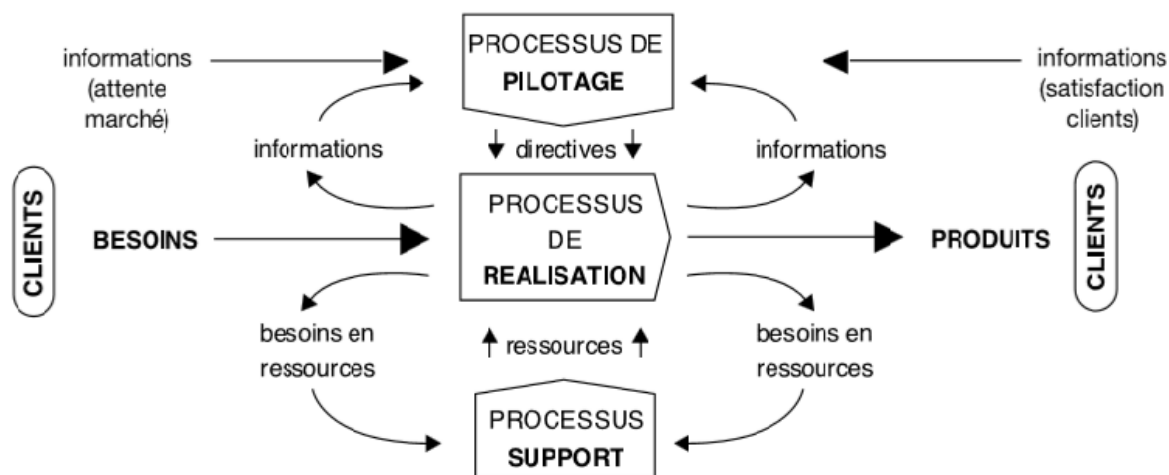 PROCESSUS DE
PILOTAGE
informations
(attente
marché)
informations
(satisfaction
clients)
informations
directives
informations
CLIENTS
BESOINS
PROCESSUS
DE
REALISATION
PRODUITS
CLIENTS
besoins en
ressources
ressources
besoins en
ressources
PROCESSUS
SUPPORT